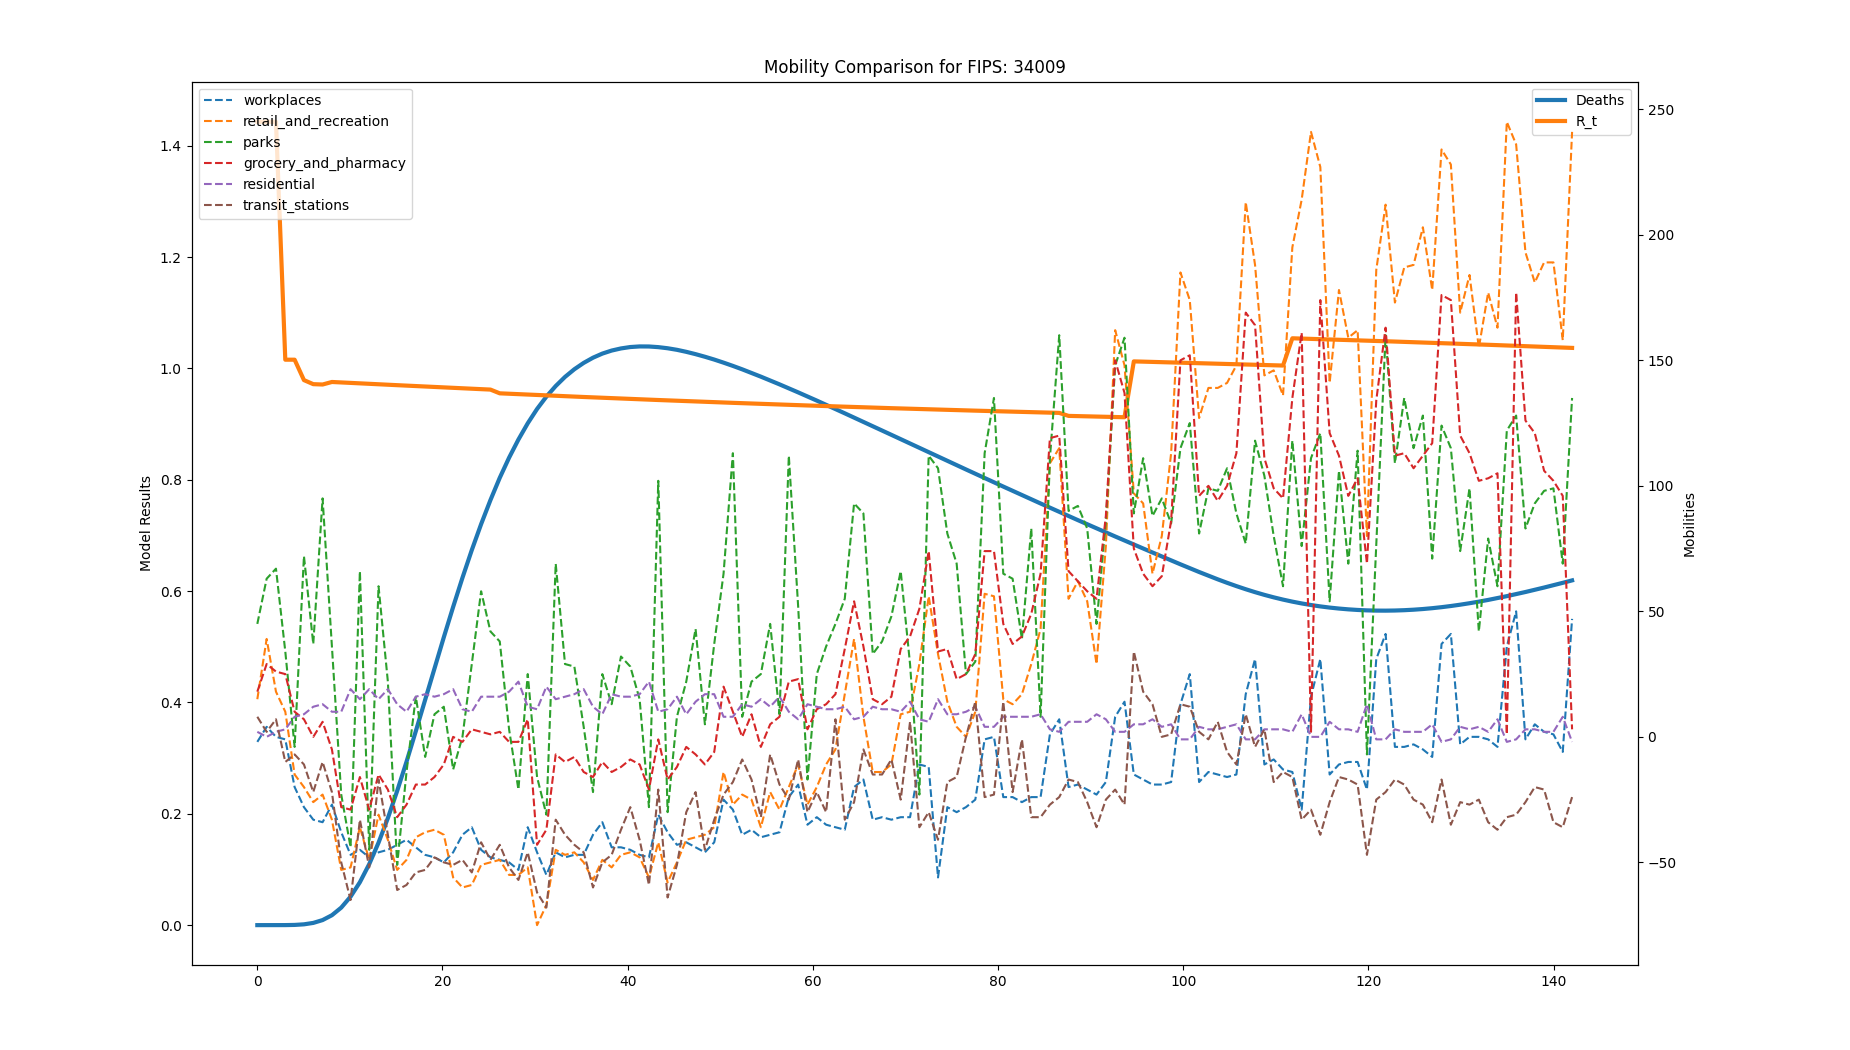 Mobility Comparison for FIPS: 34009
workplaces
retail_and_recreation
parks
grocery_and_pharmacy
residential
transit_stations
Deaths
R_t
Model Results
1.4
1.2
1.0
0.8
0.6
0.4
0.2
0.0
250
200
150
100
50
0
−50
Mobilities
0 20 40 60 80 100 120 140